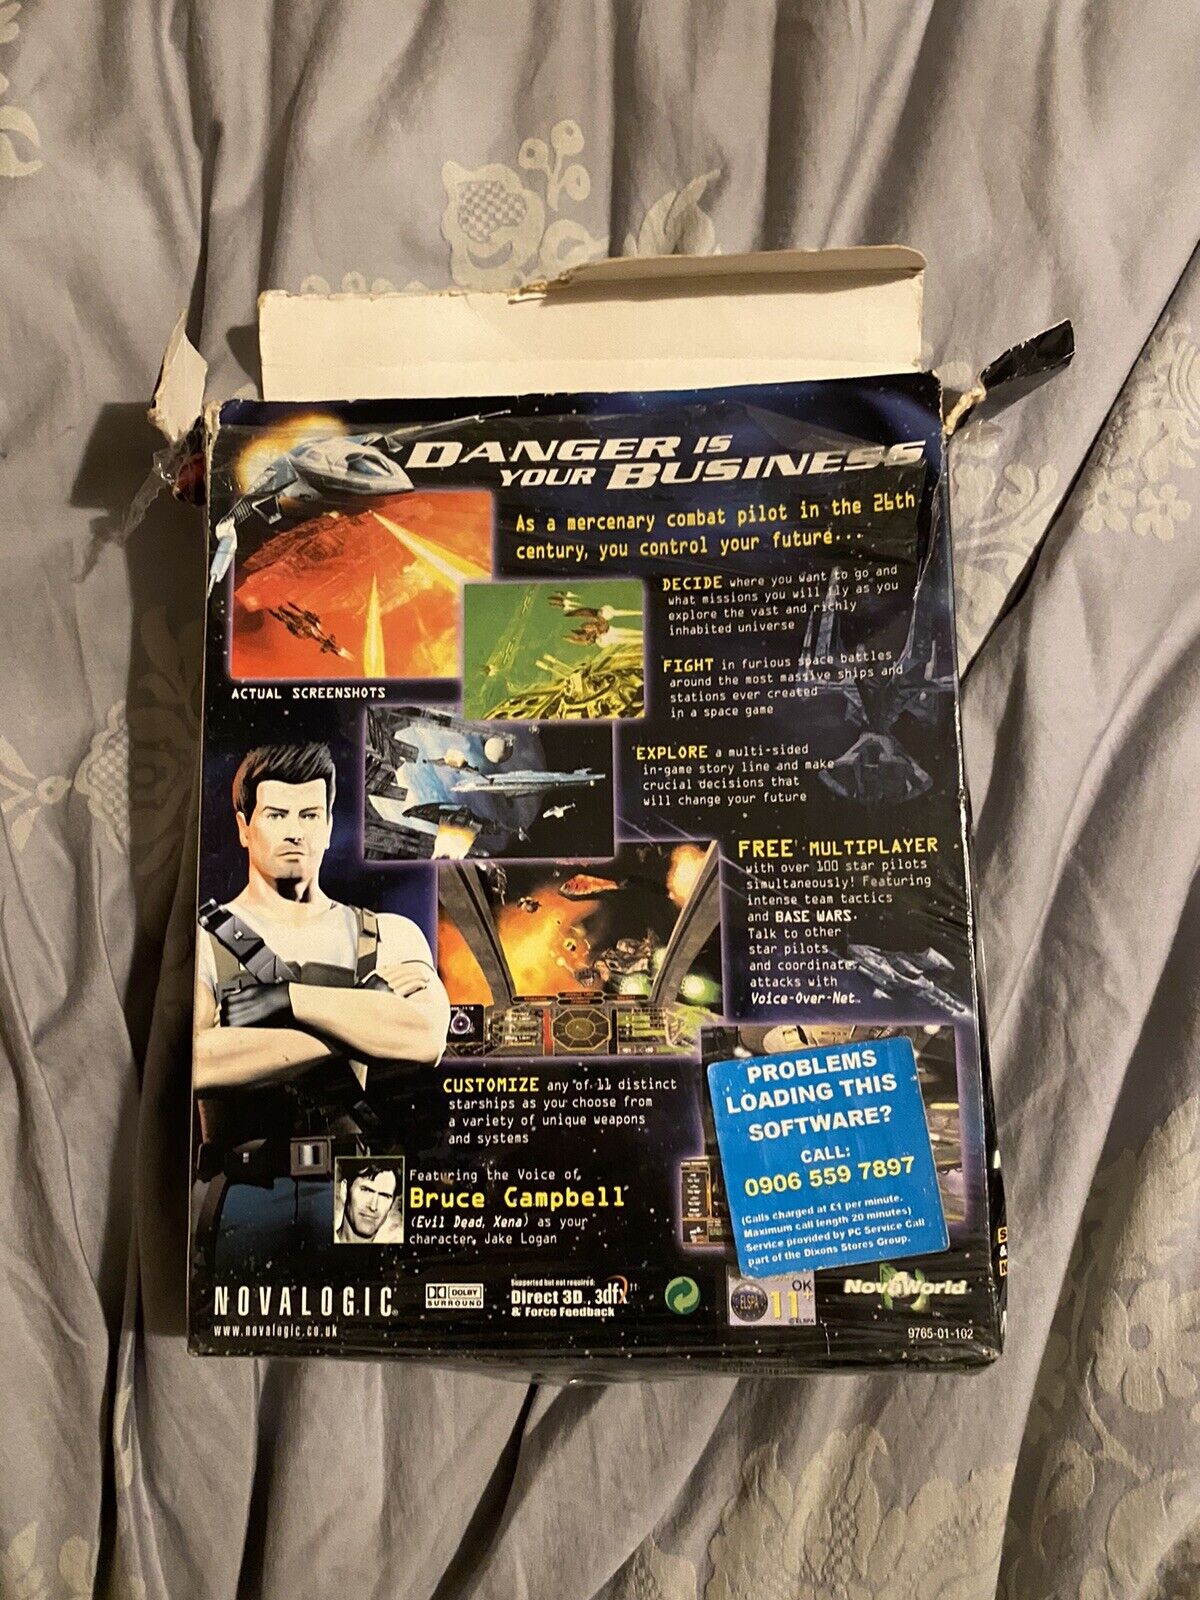 DANGER IS
YOUR BUSINESS
As a mercenary combat pilot in the 26th
century, you control your future...
ACTUAL SCREENSHOTS
DECIDE where you want to go and
what missions you will fly as you
explore the vast and richly
inhabited universe
FIGHT in furious space battles
around the most massive ships and
stations ever created
in a space game
EXPLORE a multi-sided
in-game story line and make
crucial decisions that
will change your future
FREE MULTIPLAYER
with over 100 star pilots
simultaneously! Featuring
intense team tactics
and BASE WARS.
Talk to other
star pilots
and coordinate
attacks with
Voice-Over-Net™
CUSTOMIZE any of 11 distinct
starships as you choose from
a variety of unique weapons
and systems
Featuring the Voice of
Bruce Campbell
(Evil Dead, Xena) as your
character, Jake Logan
PROBLEMS
LOADING THIS
SOFTWARE?
CALL:
0906 559 7897
(Calls charged at £1 per minute.
Maximum call length 20 minutes)
Service provided by PC Service Call
part of the Dixons Stores Group.
NOVALOGIC®
www.novalogic.co.uk
DOLBY
SURROUND
Supported but not required:
Direct 3D, 3dfx
& Force Feedback
ELSPA
OK
11+
© ELSPA
NovaWorld
9765-01-102